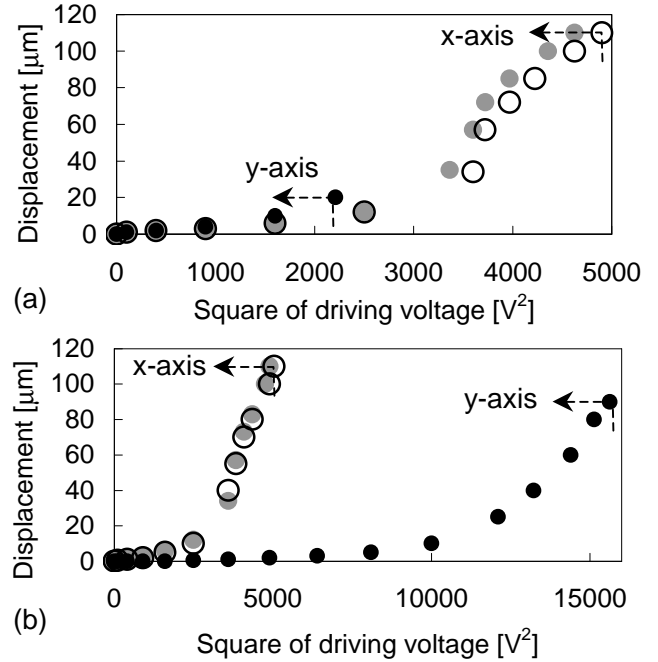 120
100
80
60
40
20
0
Displacement [μm]
x-axis
y-axis
0 1000 2000 3000 4000 5000
(a)
Square of driving voltage [V²]
120
100
80
60
40
20
0
Displacement [μm]
x-axis
y-axis
0 5000 10000 15000
(b)
Square of driving voltage [V²]